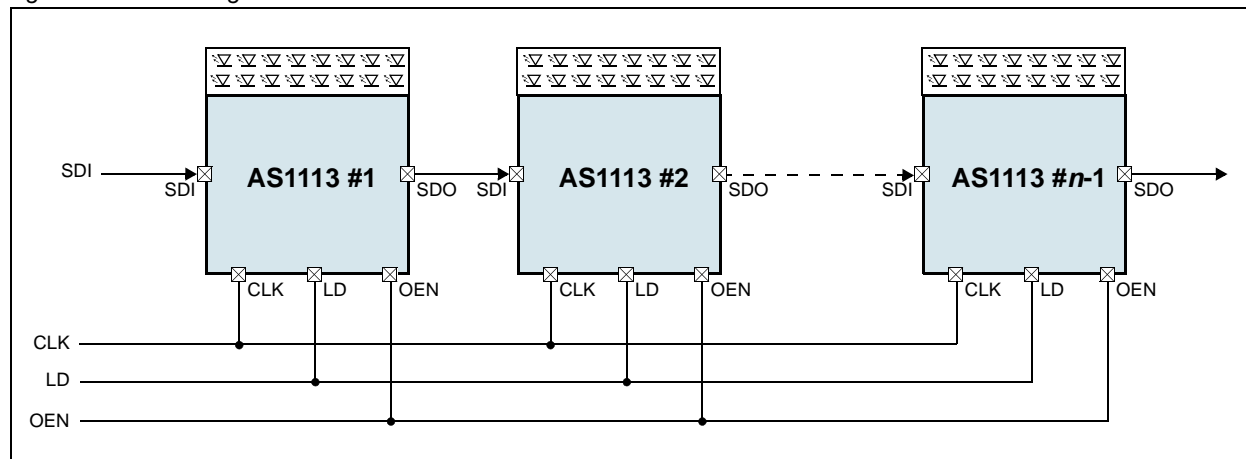 SDI
SDI
AS1113 #1
SDO
SDI
AS1113 #2
SDO
SDI
AS1113 #n-1
SDO
CLK
LD
OEN
CLK
LD
OEN
CLK
LD
OEN
CLK
LD
OEN